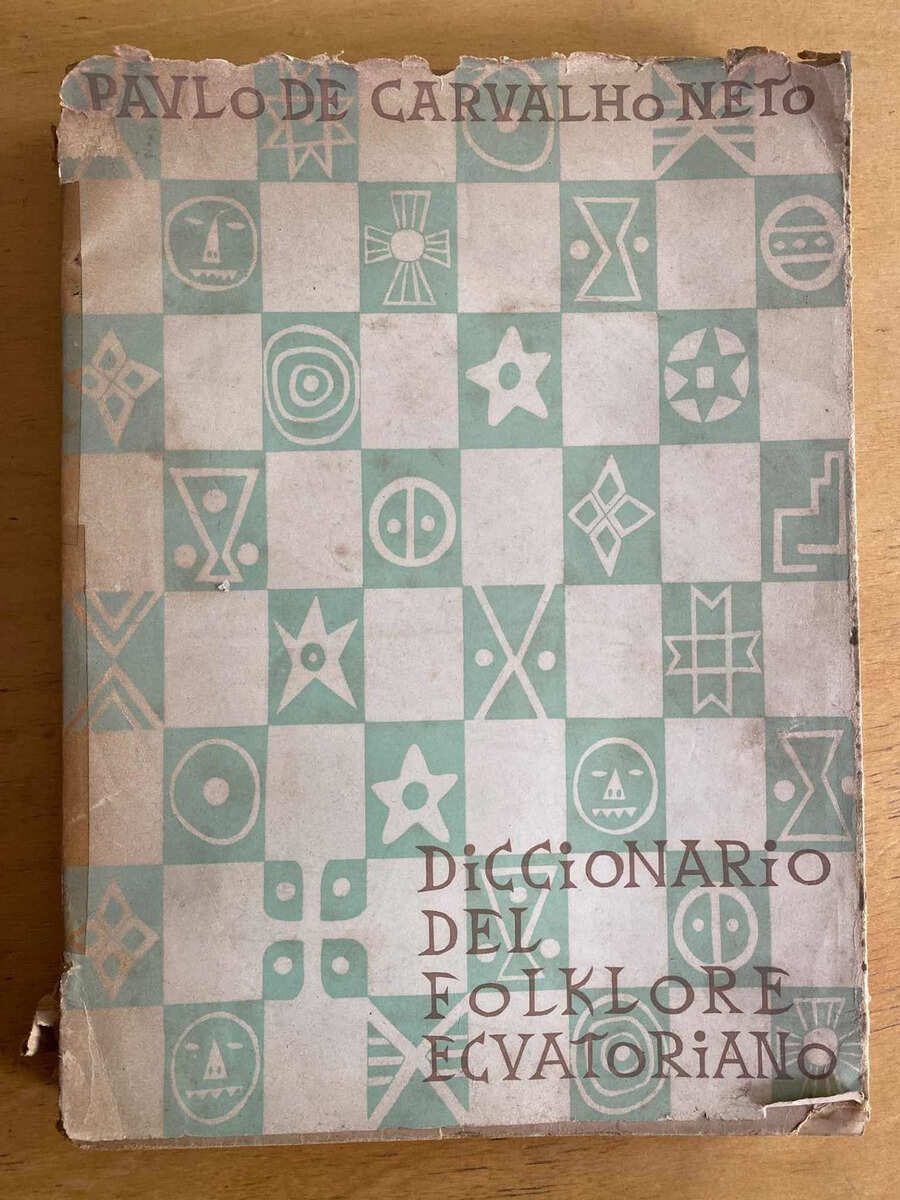 PAVLO DE CARVALHO NETO
DiCCiONARiO
DEL
FOLKLORE
ECVATORiANO